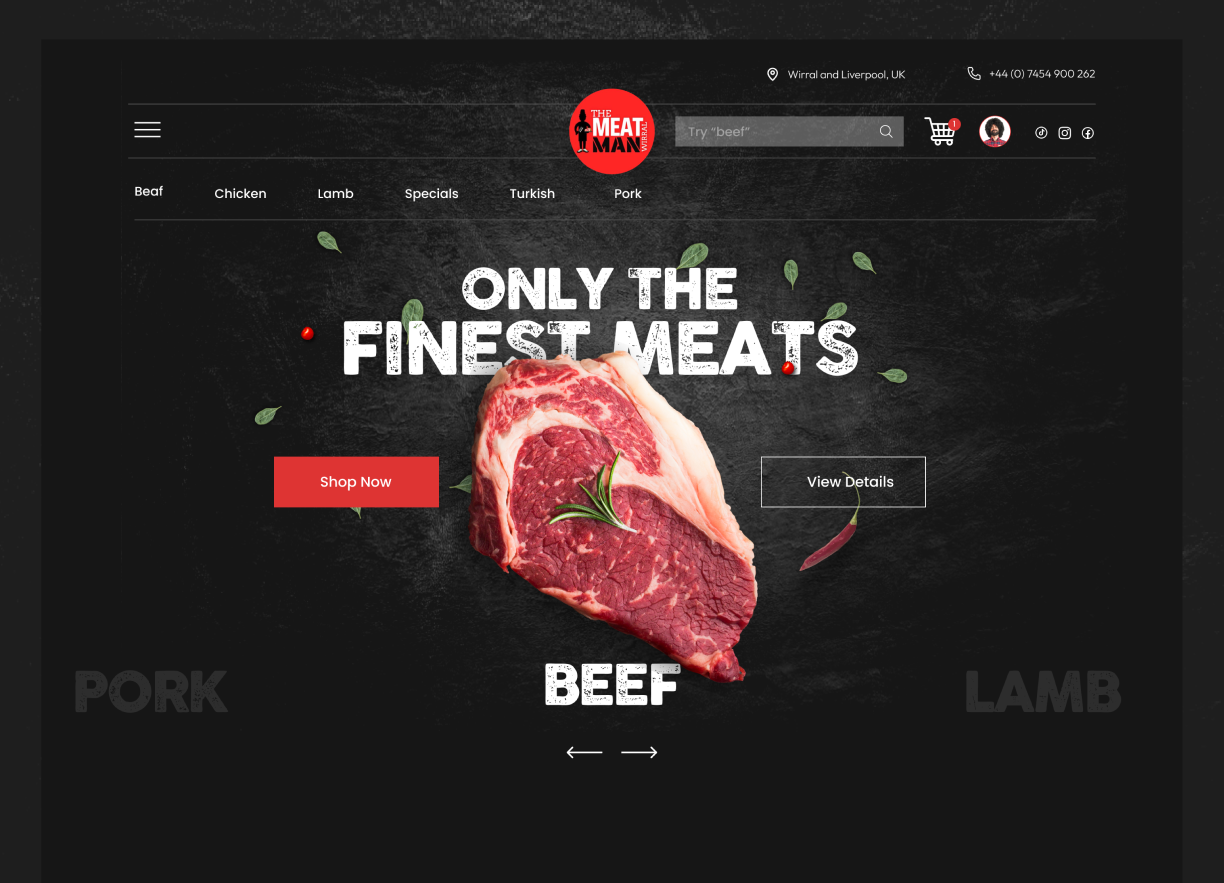 Wirral and Liverpool, UK
+44 (0) 7454 900 262
THE
MEAT
MAN
WIRRAL
Try “beef”
1
Beaf
Chicken
Lamb
Specials
Turkish
Pork
ONLY THE
FINEST MEATS
Shop Now
View Details
PORK
BEEF
LAMB